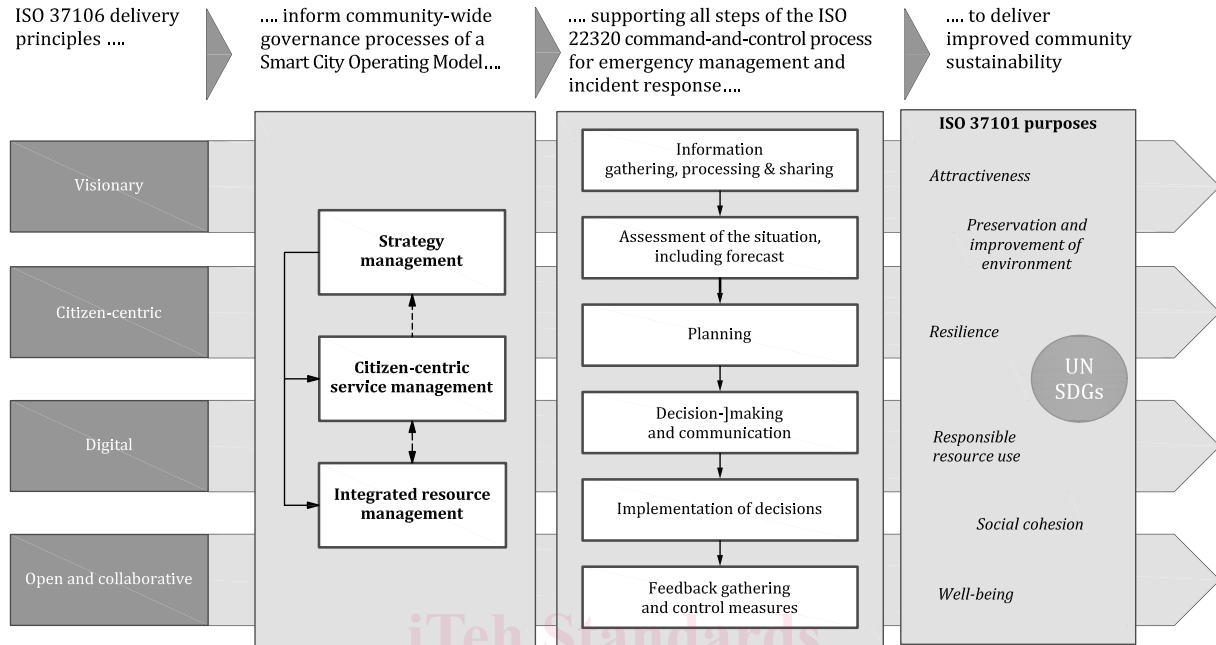 ISO 37106 delivery
principles ....
.... inform community-wide
governance processes of a
Smart City Operating Model....
.... supporting all steps of the ISO
22320 command-and-control process
for emergency management and
incident response....
.... to deliver
improved community
sustainability
Visionary
Citizen-centric
Digital
Open and collaborative
Strategy
management
Citizen-centric
service management
Integrated resource
management
Information
gathering, processing & sharing
Assessment of the situation,
including forecast
Planning
Decision-]making
and communication
Implementation of decisions
Feedback gathering
and control measures
ISO 37101 purposes
Attractiveness
Preservation and
improvement of
environment
Resilience
UN
SDGs
Responsible
resource use
Social cohesion
Well-being
iTeh Standards